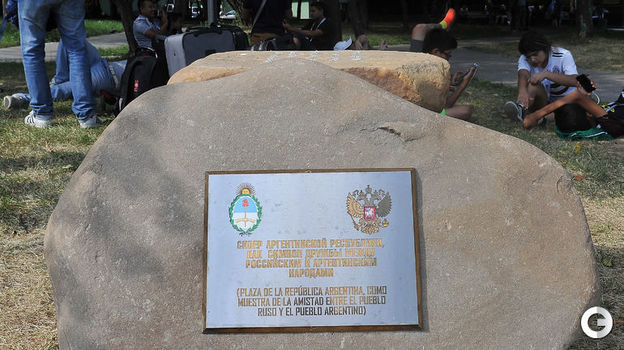 СКВЕР АРГЕНТИНСКОЙ РЕСПУБЛИКИ,
КАК СИМВОЛ ДРУЖБЫ МЕЖДУ
РОССИЙСКИМ И АРГЕНТИНСКИМ
НАРОДАМИ
(PLAZA DE LA REPÚBLICA ARGENTINA, COMO
MUESTRA DE LA AMISTAD ENTRE EL PUEBLO
RUSO Y EL PUEBLO ARGENTINO)